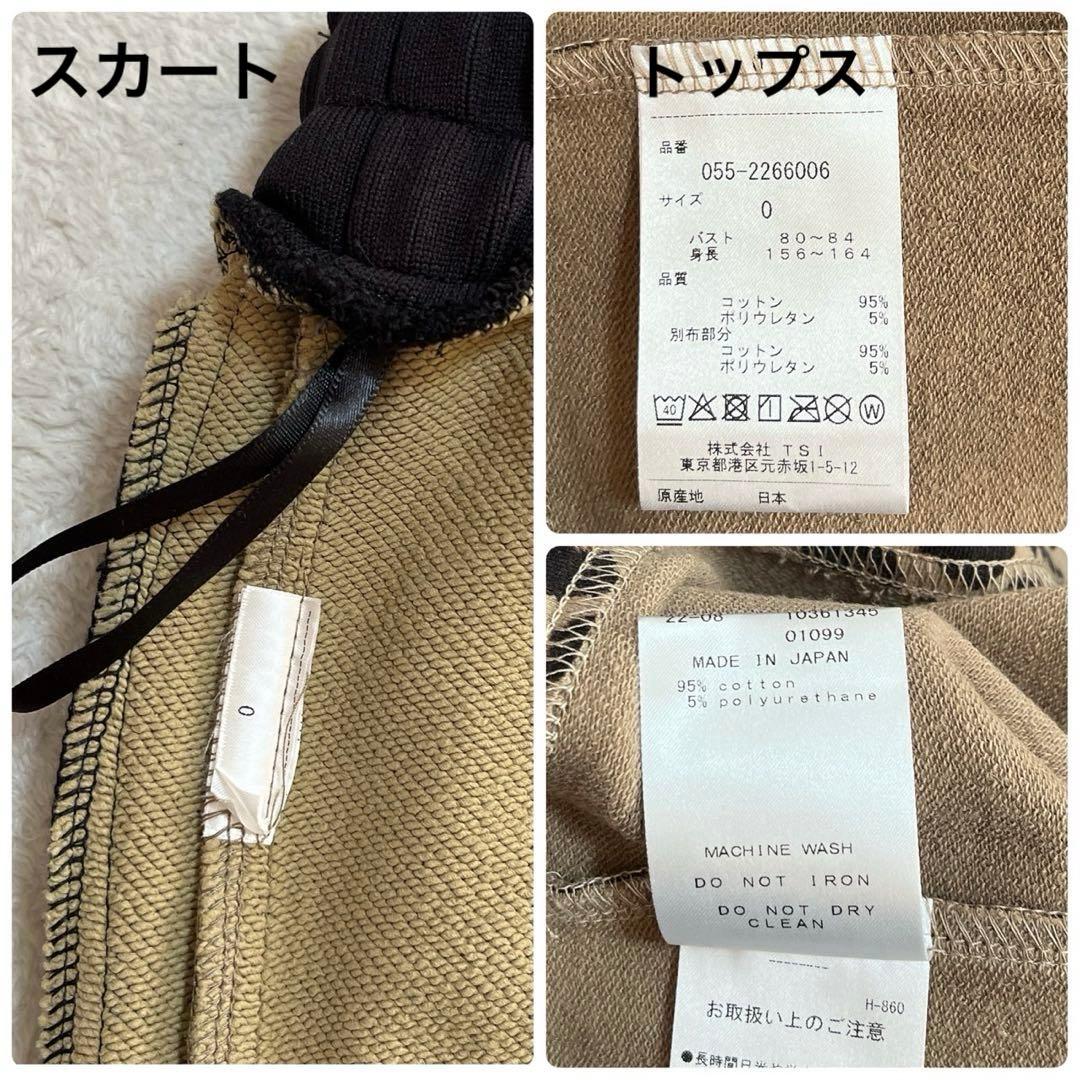 スカート
0
トップス
品番
055-2266006
サイズ
0
バスト 80～84
身長 156～164
品質
コットン 95%
ポリウレタン 5%
別布部分
コットン 95%
ポリウレタン 5%
40
W
株式会社 TSI
東京都港区元赤坂1-5-12
原産地 日本
22-08 10361345
01099
MADE IN JAPAN
95% cotton
5% polyurethane
MACHINE WASH
DO NOT IRON
DO NOT DRY
CLEAN
H-860
お取扱い上のご注意
●長時間